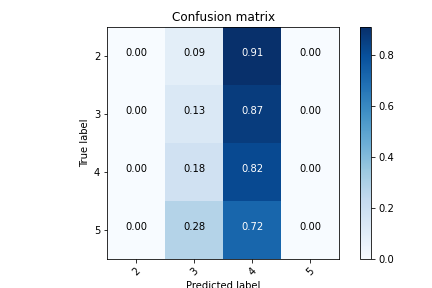 Confusion matrix
True label
2 0.00 0.09 0.91 0.00
3 0.00 0.13 0.87 0.00
4 0.00 0.18 0.82 0.00
5 0.00 0.28 0.72 0.00
2 3 4 5
Predicted label
0.8
0.6
0.4
0.2
0.0